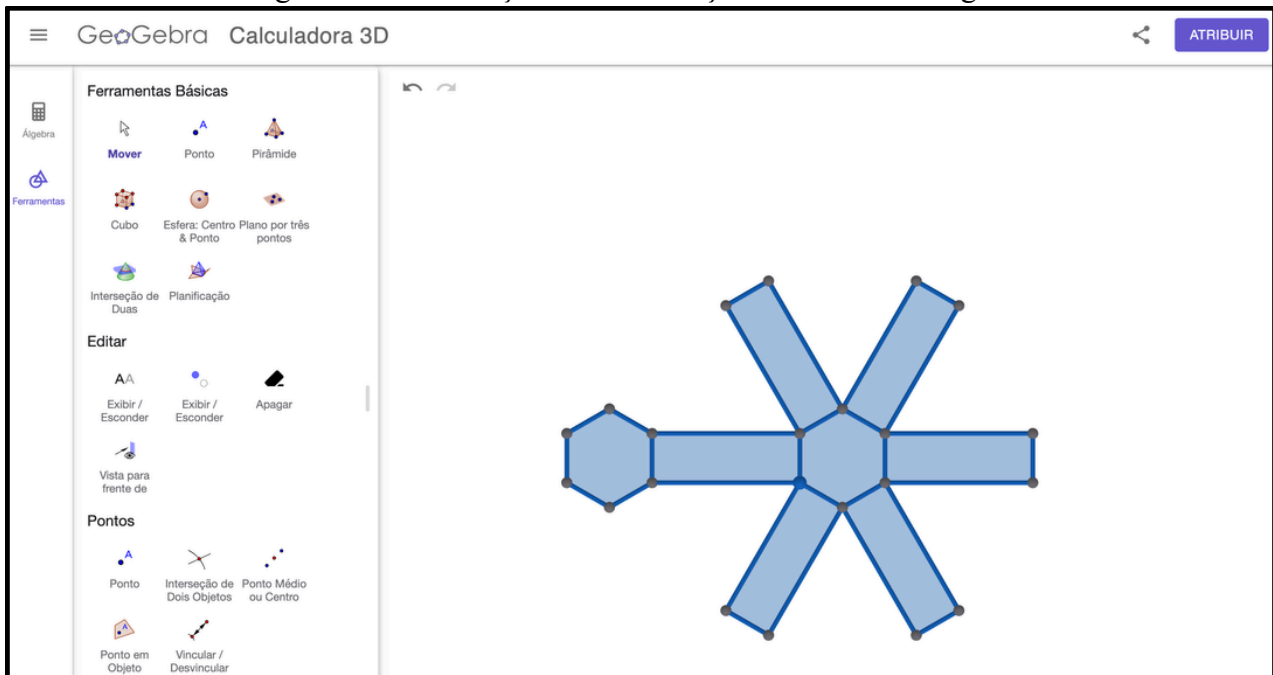 GeoGebra Calculadora 3D
ATRIBUIR
Álgebra
Ferramentas
Ferramentas Básicas
Mover
Ponto
Pirâmide
Cubo
Esfera: Centro
& Ponto
Plano por três
pontos
Interseção de
Duas
Planificação
Editar
AA
Exibir /
Esconder
Exibir /
Esconder
Apagar
Vista para
frente de
Pontos
A
Ponto
Interseção de
Dois Objetos
Ponto Médio
ou Centro
Ponto em
Objeto
Vincular /
Desvincular